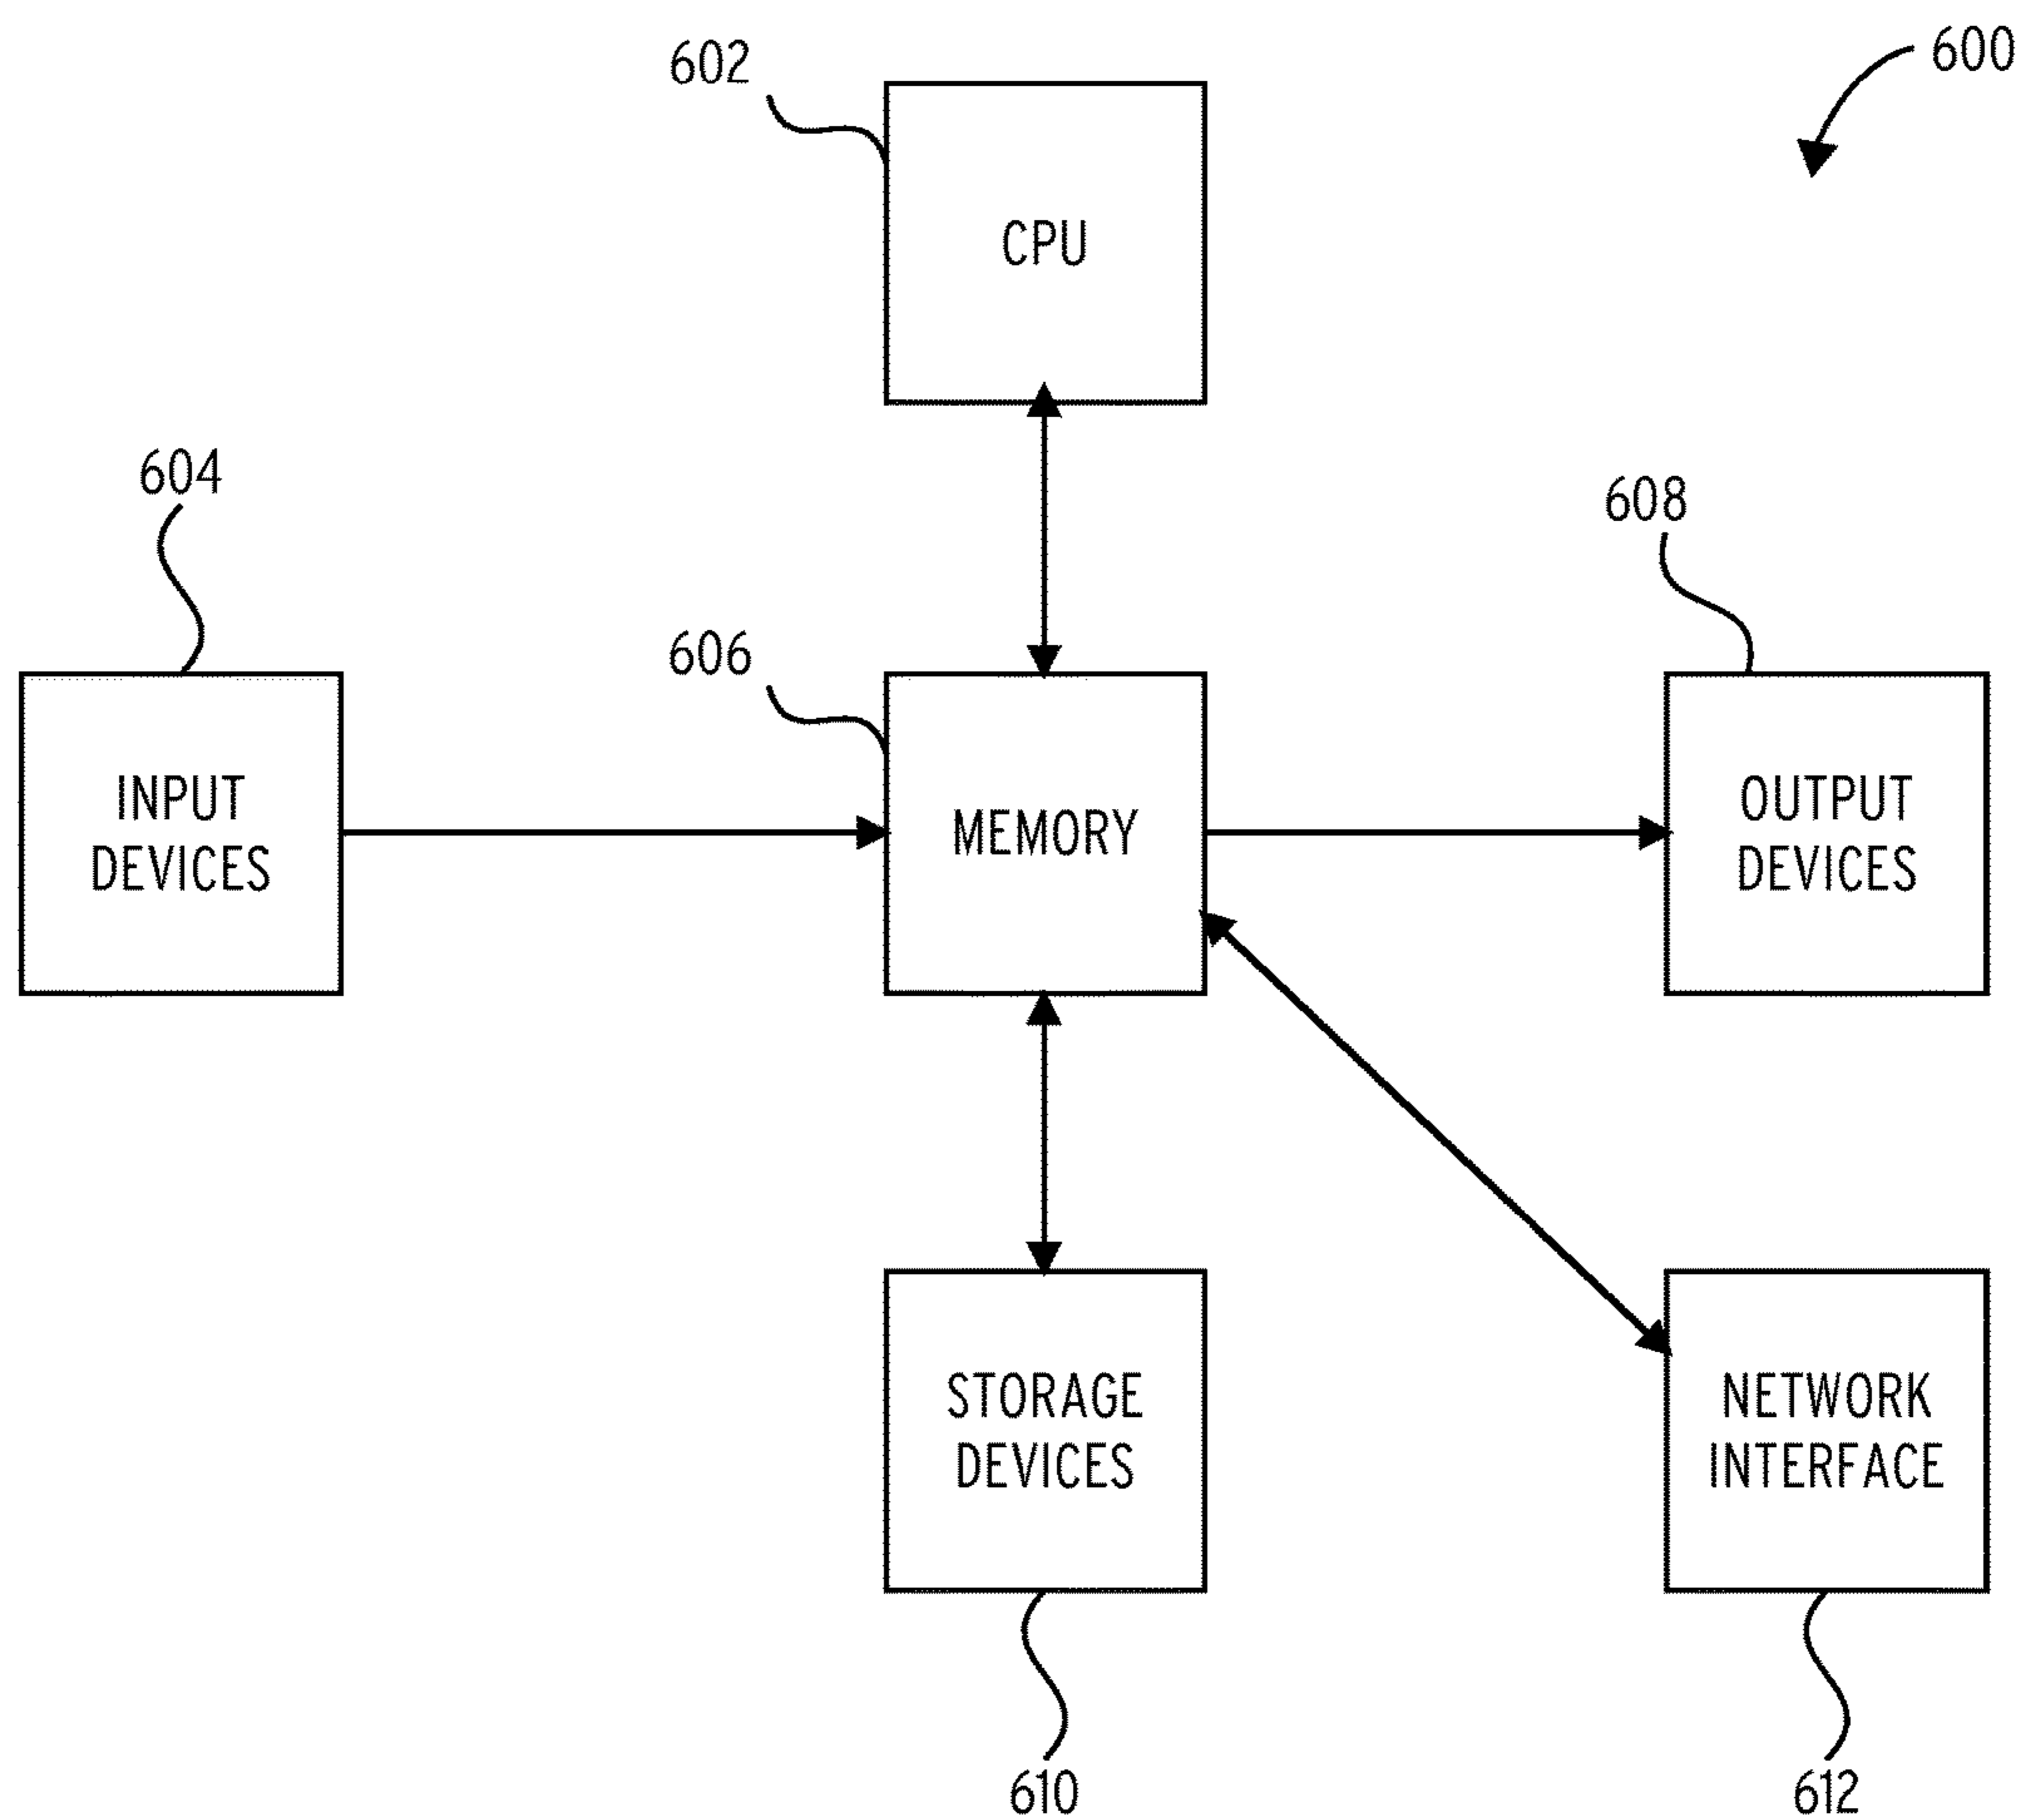 602
600
CPU
604
608
606
INPUT
DEVICES
MEMORY
OUTPUT
DEVICES
STORAGE
DEVICES
NETWORK
INTERFACE
610
612